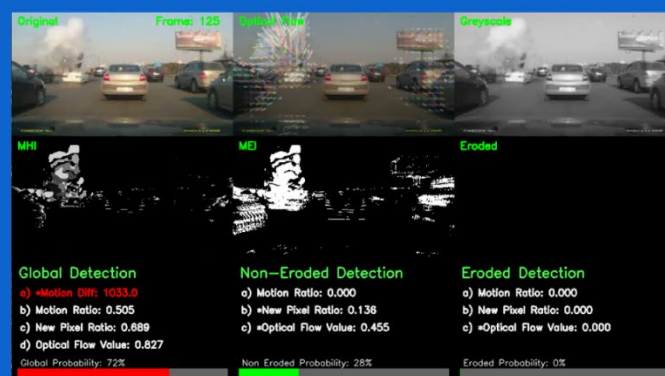 Original Frame: 125 Optical Flow Greyscale
MHI MEI Eroded
Global Detection
a) *Motion Diff: 1033.0
b) Motion Ratio: 0.505
c) New Pixel Ratio: 0.689
d) Optical Flow Value: 0.827
Global Probability: 72%
Non-Eroded Detection
a) Motion Ratio: 0.000
b) *New Pixel Ratio: 0.136
c) *Optical Flow Value: 0.455
Non Eroded Probability: 28%
Eroded Detection
a) Motion Ratio: 0.000
b) New Pixel Ratio: 0.000
c) *Optical Flow Value: 0.000
Eroded Probability: 0%